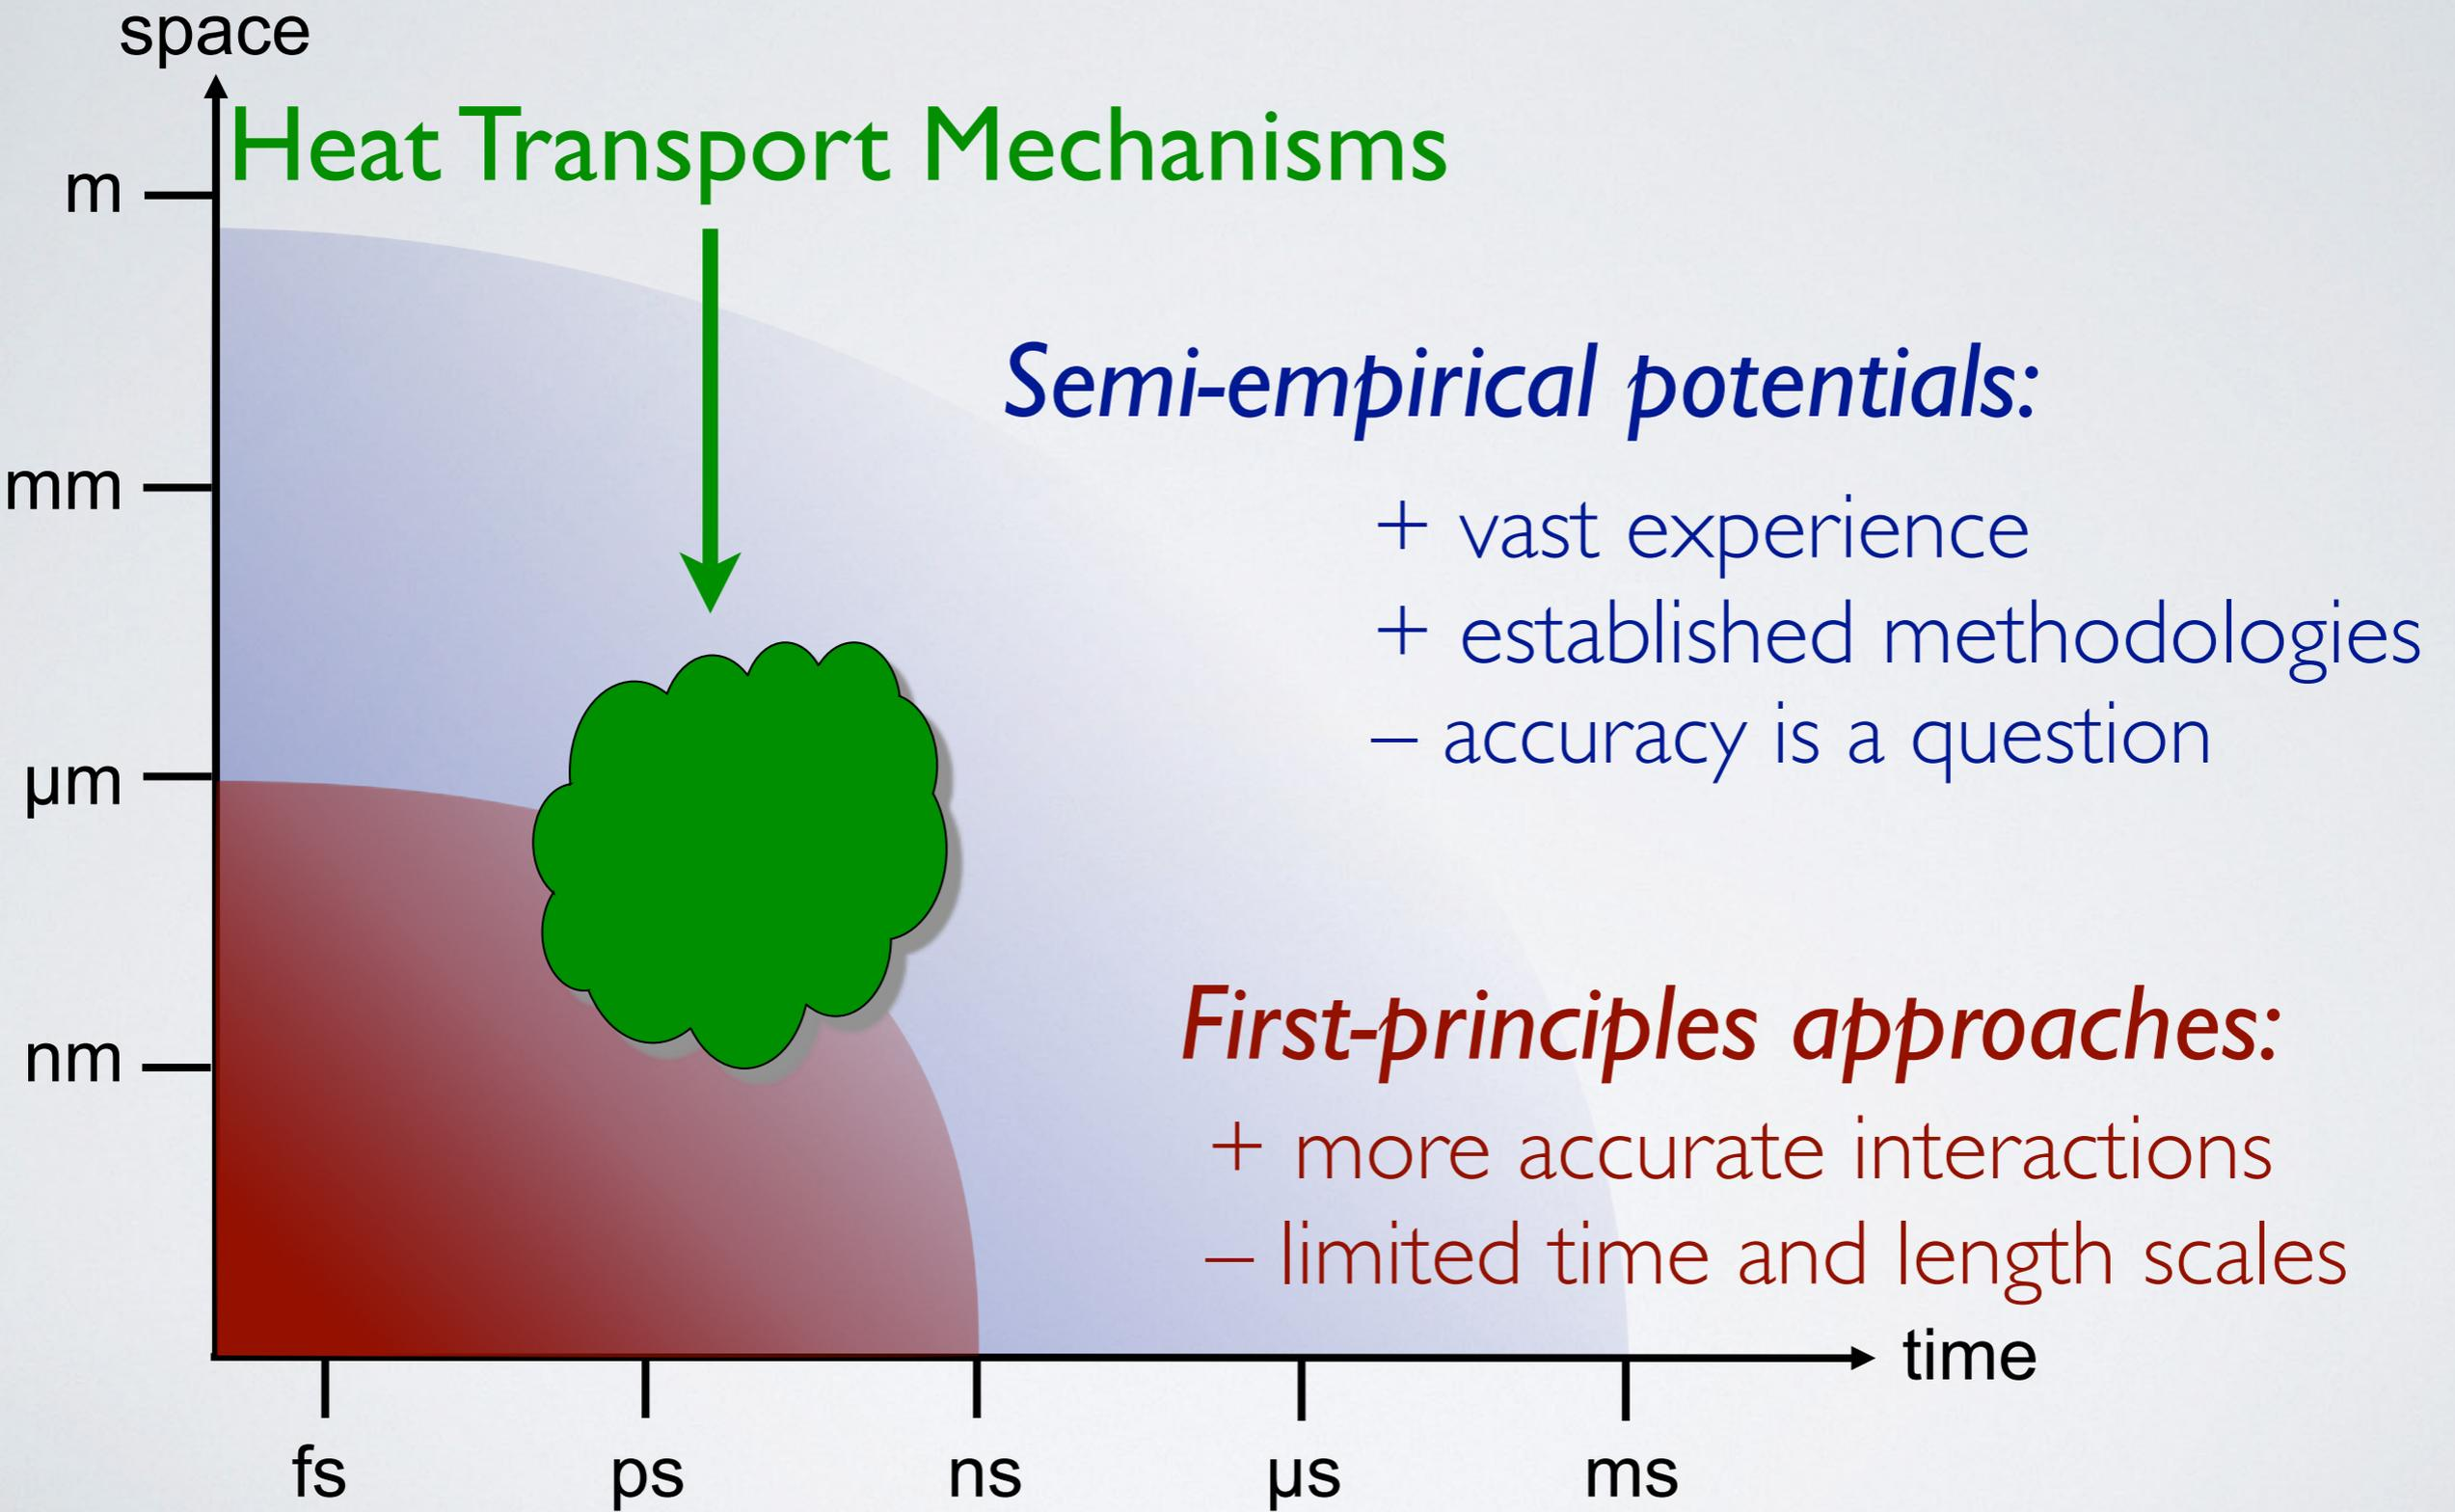 space
Heat Transport Mechanisms
m
mm
µm
nm
Semi-empirical potentials:
+ vast experience
+ established methodologies
– accuracy is a question
First-principles approaches:
+ more accurate interactions
– limited time and length scales
time
fs ps ns µs ms